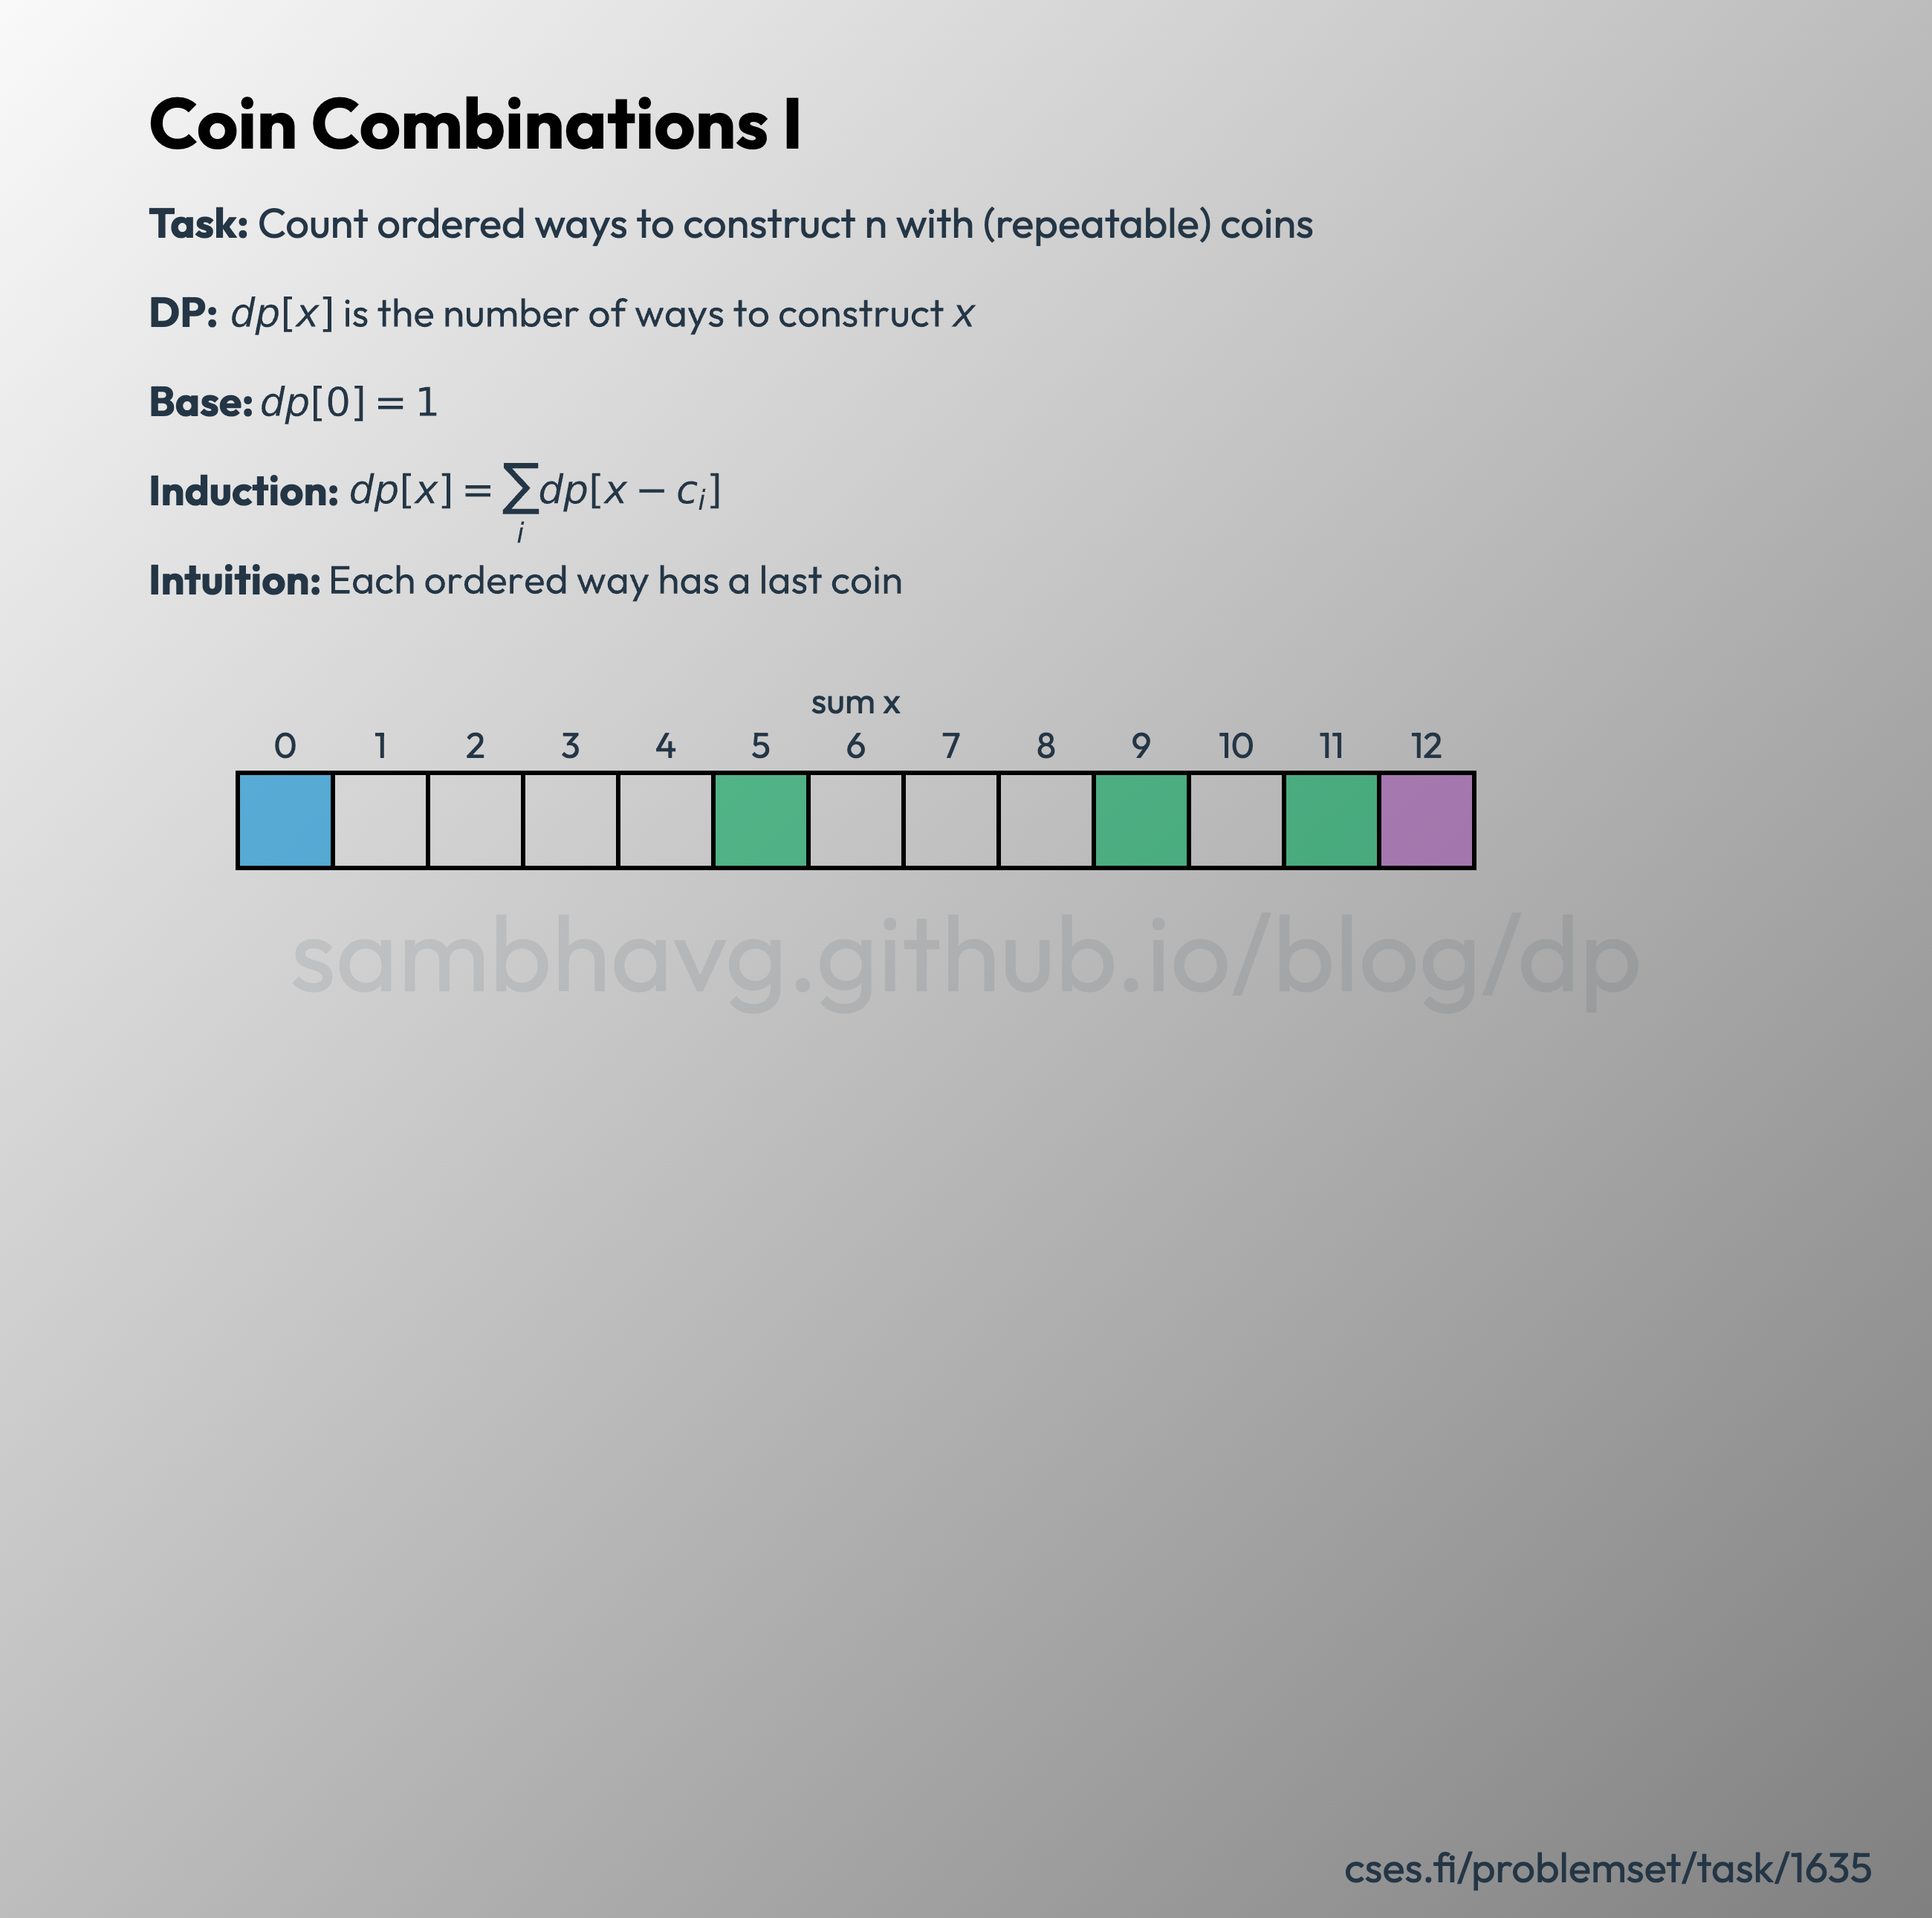 Coin Combinations I
Task: Count ordered ways to construct n with (repeatable) coins
DP: dp[x] is the number of ways to construct x
Base: dp[0] = 1
Induction: dp[x] = ∑_i dp[x − c_i]
Intuition: Each ordered way has a last coin
sum x
0 1 2 3 4 5 6 7 8 9 10 11 12
sambhavg.github.io/blog/dp
cses.fi/problemset/task/1635